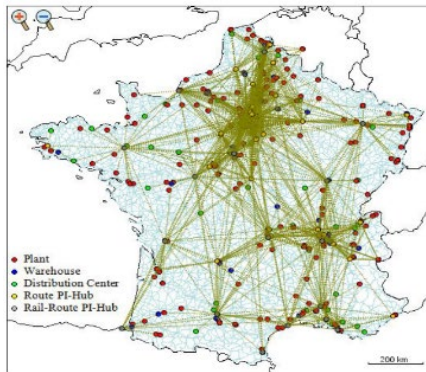 Plant
Warehouse
Distribution Center
Route PI-Hub
Rail-Route PI-Hub
200 km